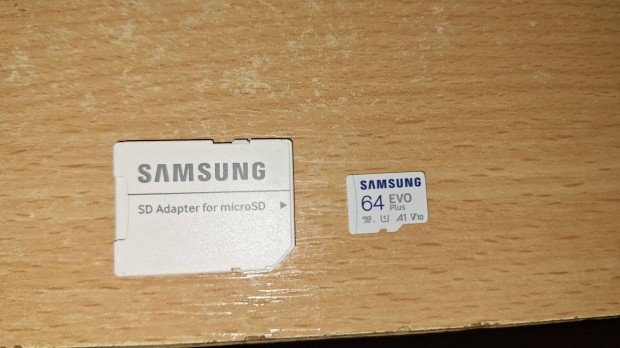 SAMSUNG
SD Adapter for microSD
SAMSUNG
64 EVO
Plus
A1 V10